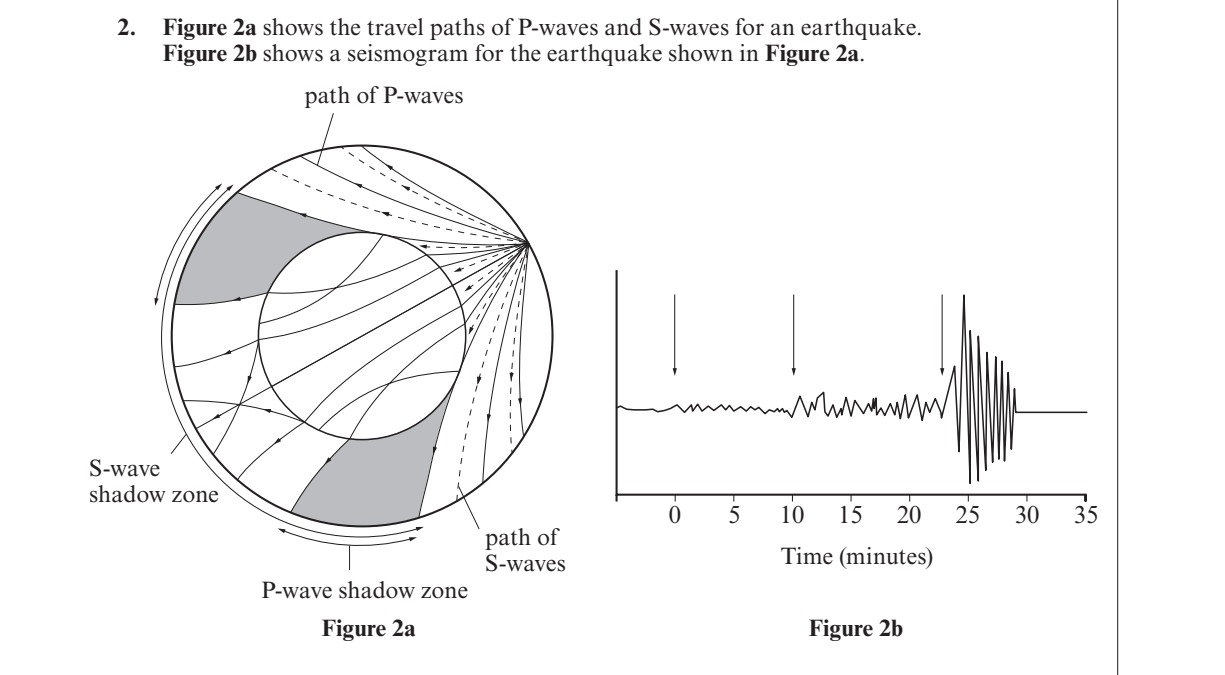 2. Figure 2a shows the travel paths of P-waves and S-waves for an earthquake.
Figure 2b shows a seismogram for the earthquake shown in Figure 2a.
path of P-waves
S-wave
shadow zone
path of
S-waves
P-wave shadow zone
Figure 2a
0 5 10 15 20 25 30 35
Time (minutes)
Figure 2b